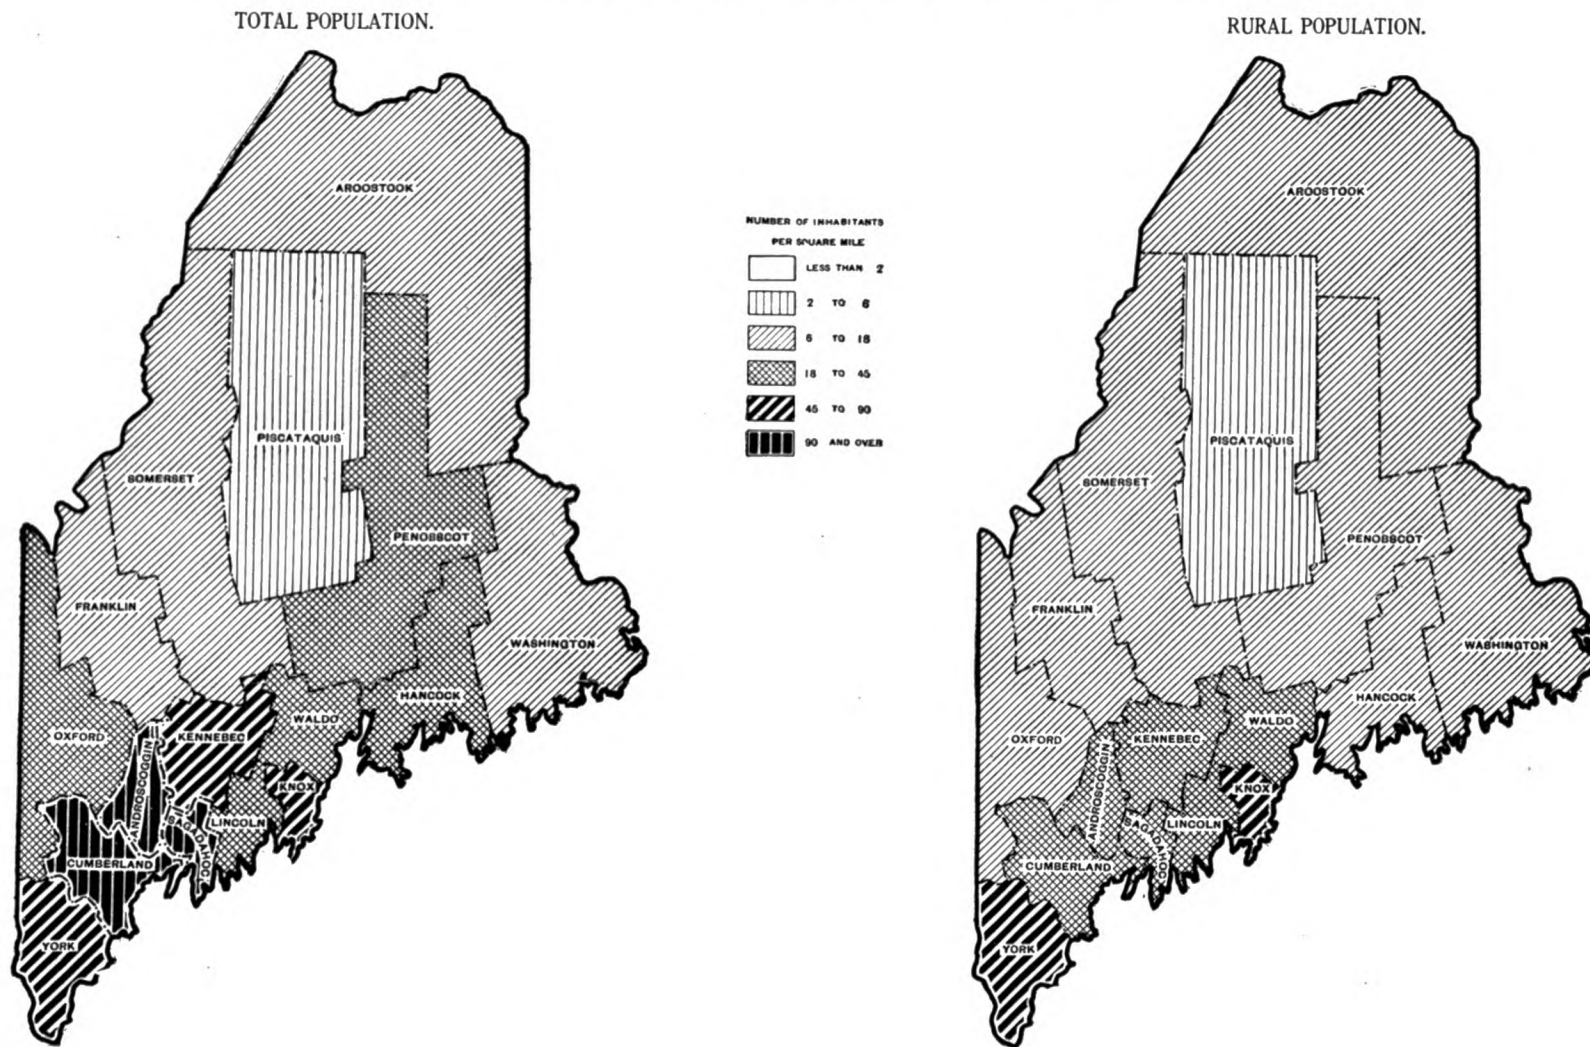 TOTAL POPULATION.
AROOSTOOK
PISCATAQUIS
SOMERSET
PENOBSCOT
FRANKLIN
WASHINGTON
HANCOCK
WALDO
OXFORD
KENNEBEC
ANDROSCOGGIN
KNOX
SAGADAHOC
LINCOLN
CUMBERLAND
YORK
NUMBER OF INHABITANTS
PER SQUARE MILE
LESS THAN 2
2 TO 6
6 TO 18
18 TO 45
45 TO 90
90 AND OVER
RURAL POPULATION.
AROOSTOOK
PISCATAQUIS
SOMERSET
PENOBSCOT
FRANKLIN
WASHINGTON
HANCOCK
WALDO
OXFORD
KENNEBEC
ANDROSCOGGIN
KNOX
SAGADAHOC
LINCOLN
CUMBERLAND
YORK